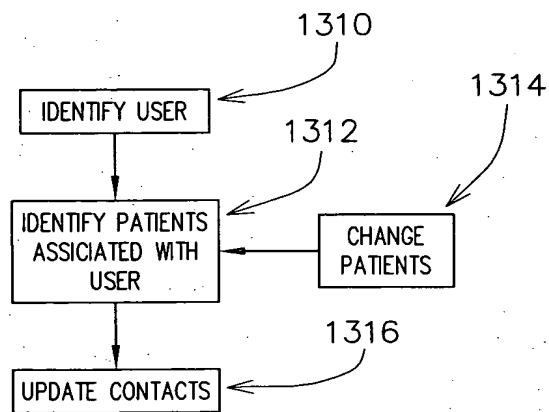 1310
IDENTIFY USER
1314
1312
IDENTIFY PATIENTS
ASSICIATED WITH
USER
CHANGE
PATIENTS
1316
UPDATE CONTACTS